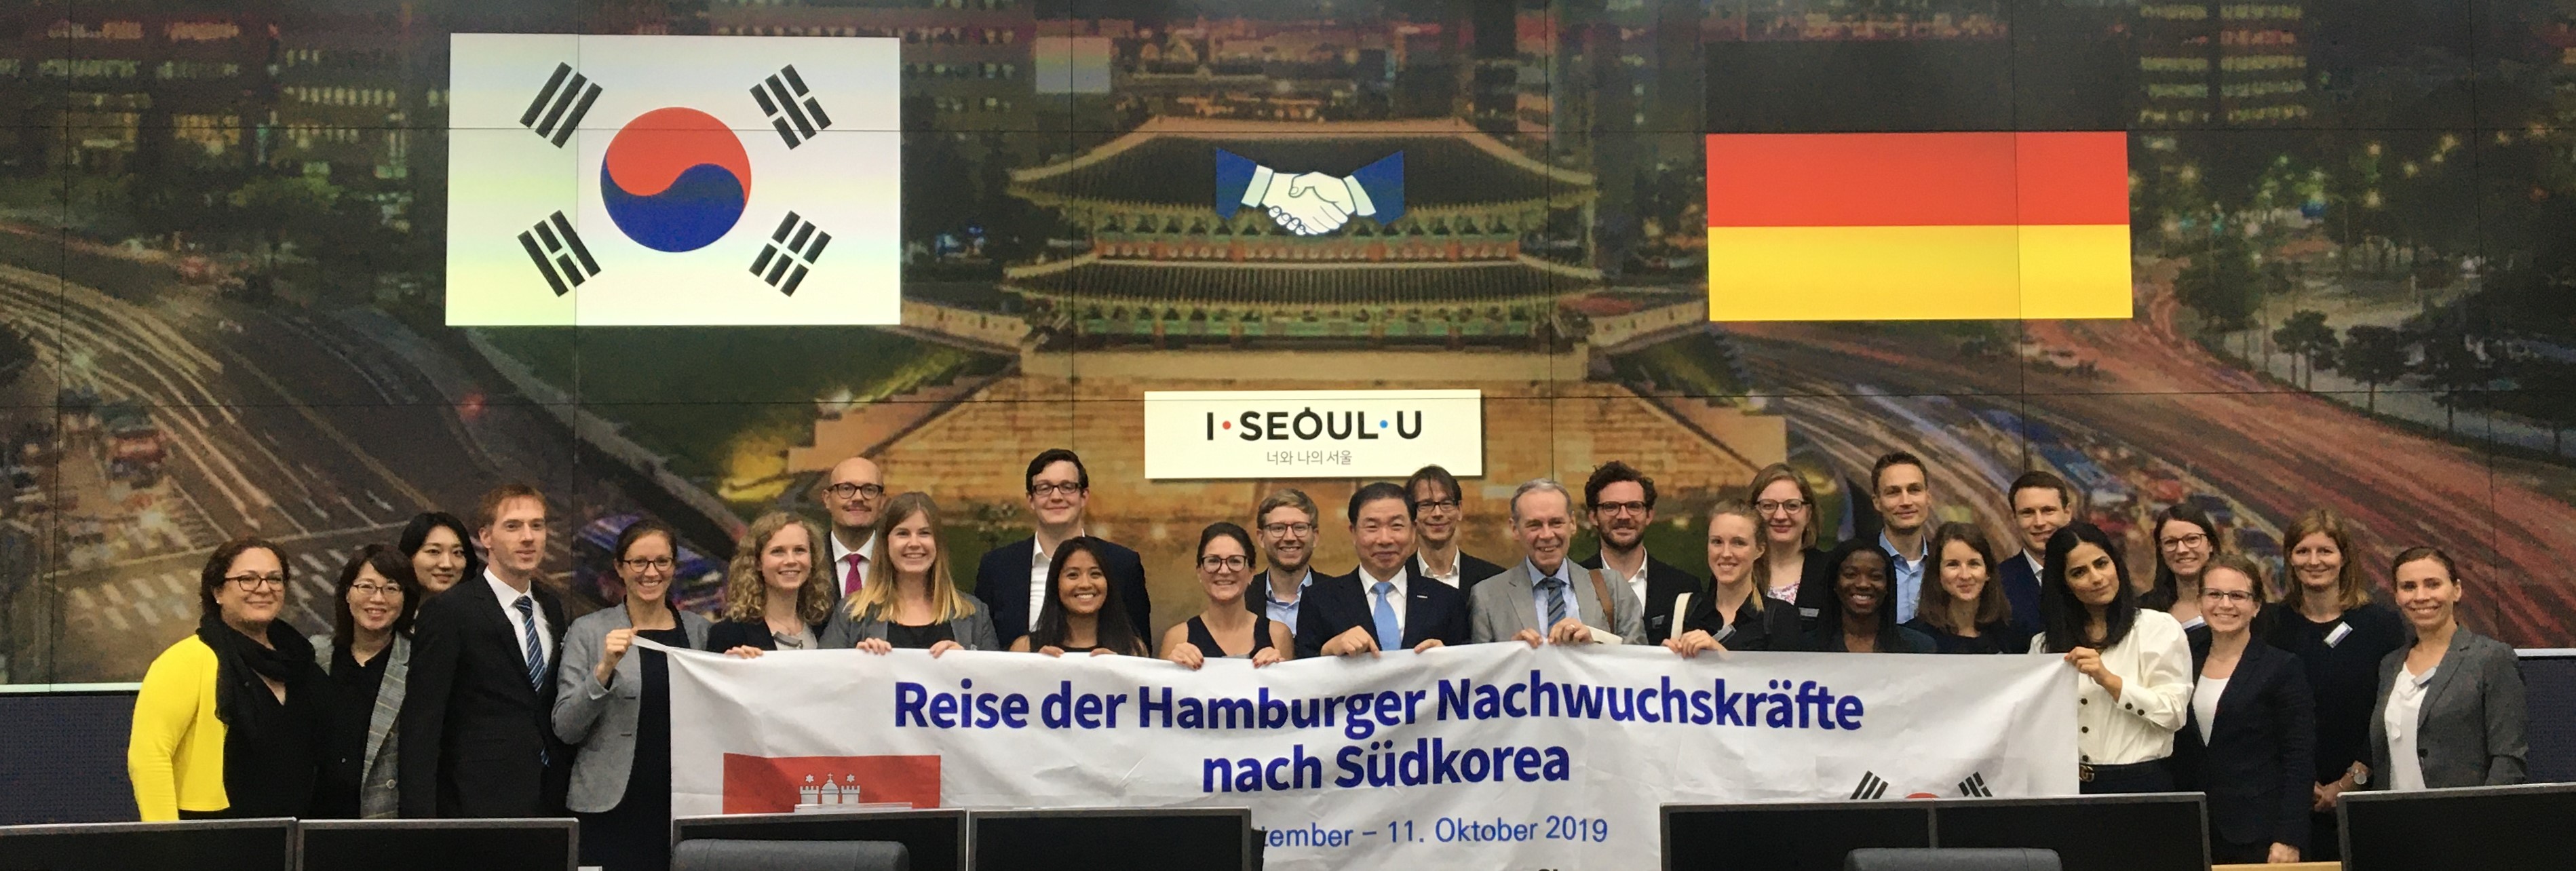 I·SEOUL·U
너와 나의 서울
Reise der Hamburger Nachwuchskräfte
nach Südkorea
– 11. Oktober 2019